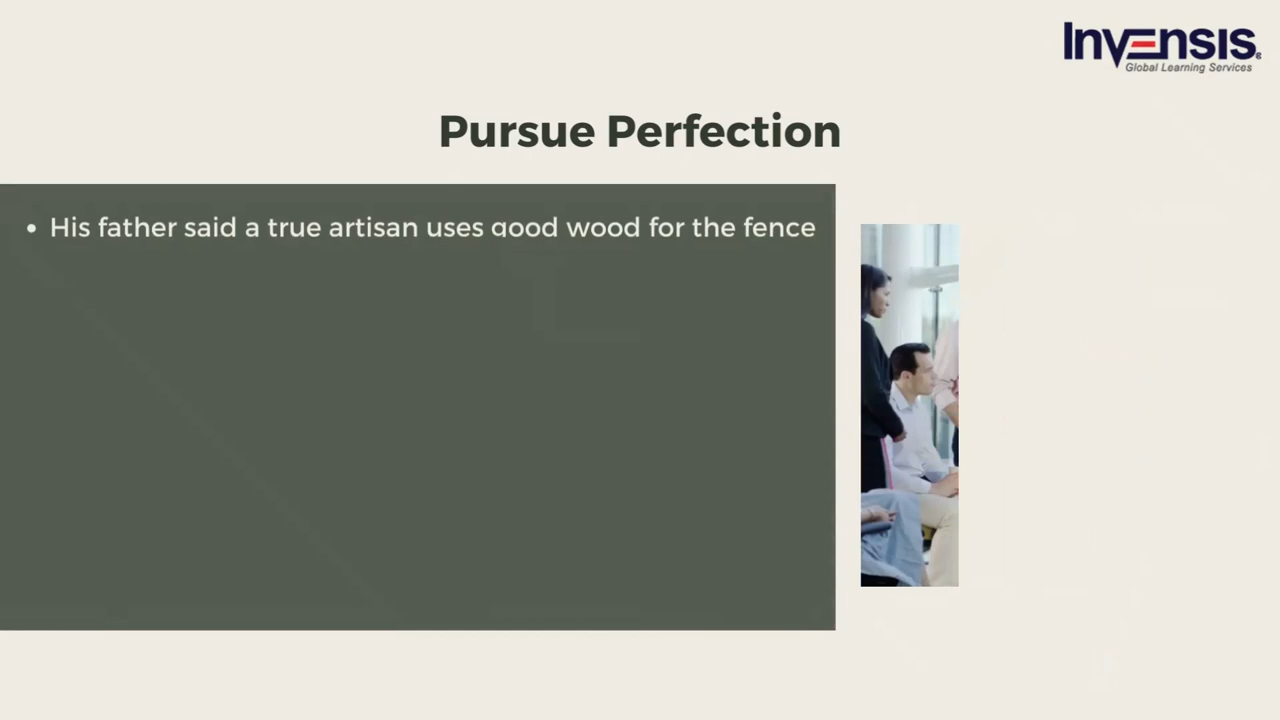 Invensis
Global Learning Services
Pursue Perfection
• His father said a true artisan uses good wood for the fence